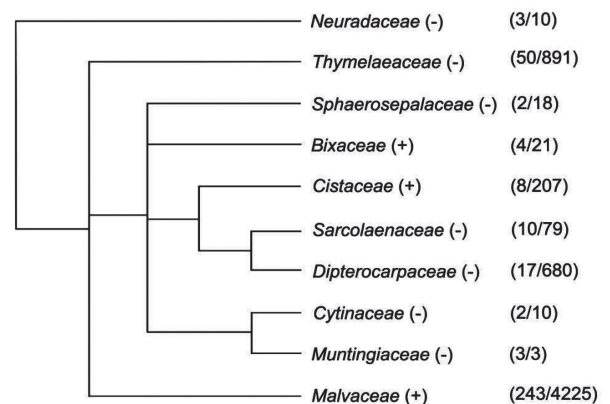 Neuradaceae (-) (3/10)
Thymelaeaceae (-) (50/891)
Sphaerosepalaceae (-) (2/18)
Bixaceae (+) (4/21)
Cistaceae (+) (8/207)
Sarcolaenaceae (-) (10/79)
Dipterocarpaceae (-) (17/680)
Cytinaceae (-) (2/10)
Muntingiaceae (-) (3/3)
Malvaceae (+) (243/4225)